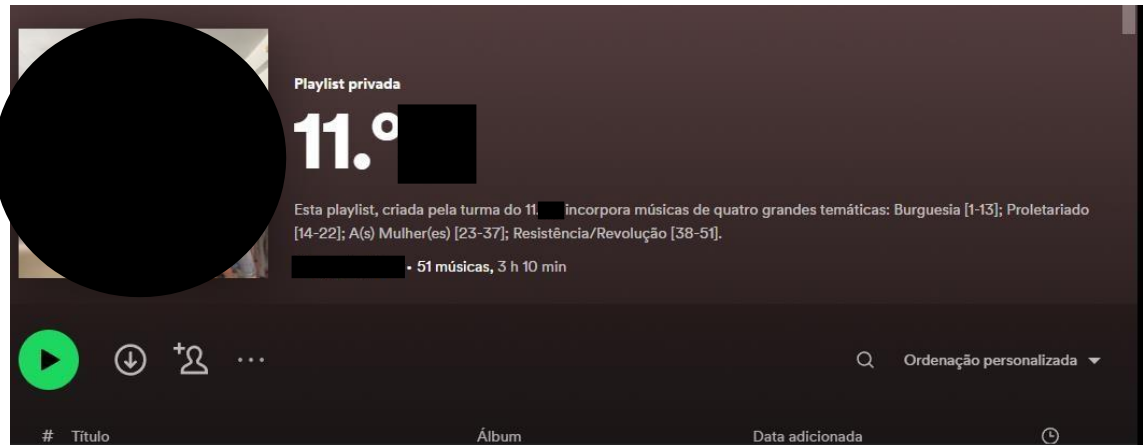 Playlist privada
11.º
Esta playlist, criada pela turma do 11. incorpora músicas de quatro grandes temáticas: Burguesia [1-13]; Proletariado
[14-22]; A(s) Mulher(es) [23-37]; Resistência/Revolução [38-51].
• 51 músicas, 3 h 10 min
Ordenação personalizada
# Título Álbum Data adicionada